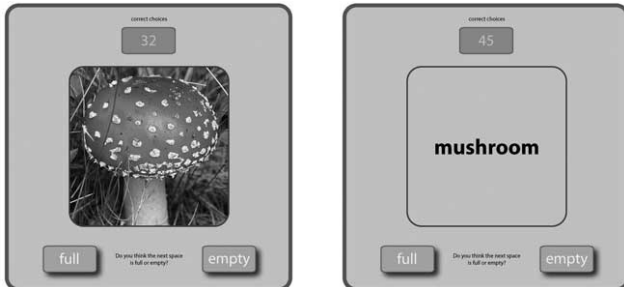 correct choices
32
full
Do you think the next space
is full or empty?
empty
correct choices
45
mushroom
full
Do you think the next space
is full or empty?
empty